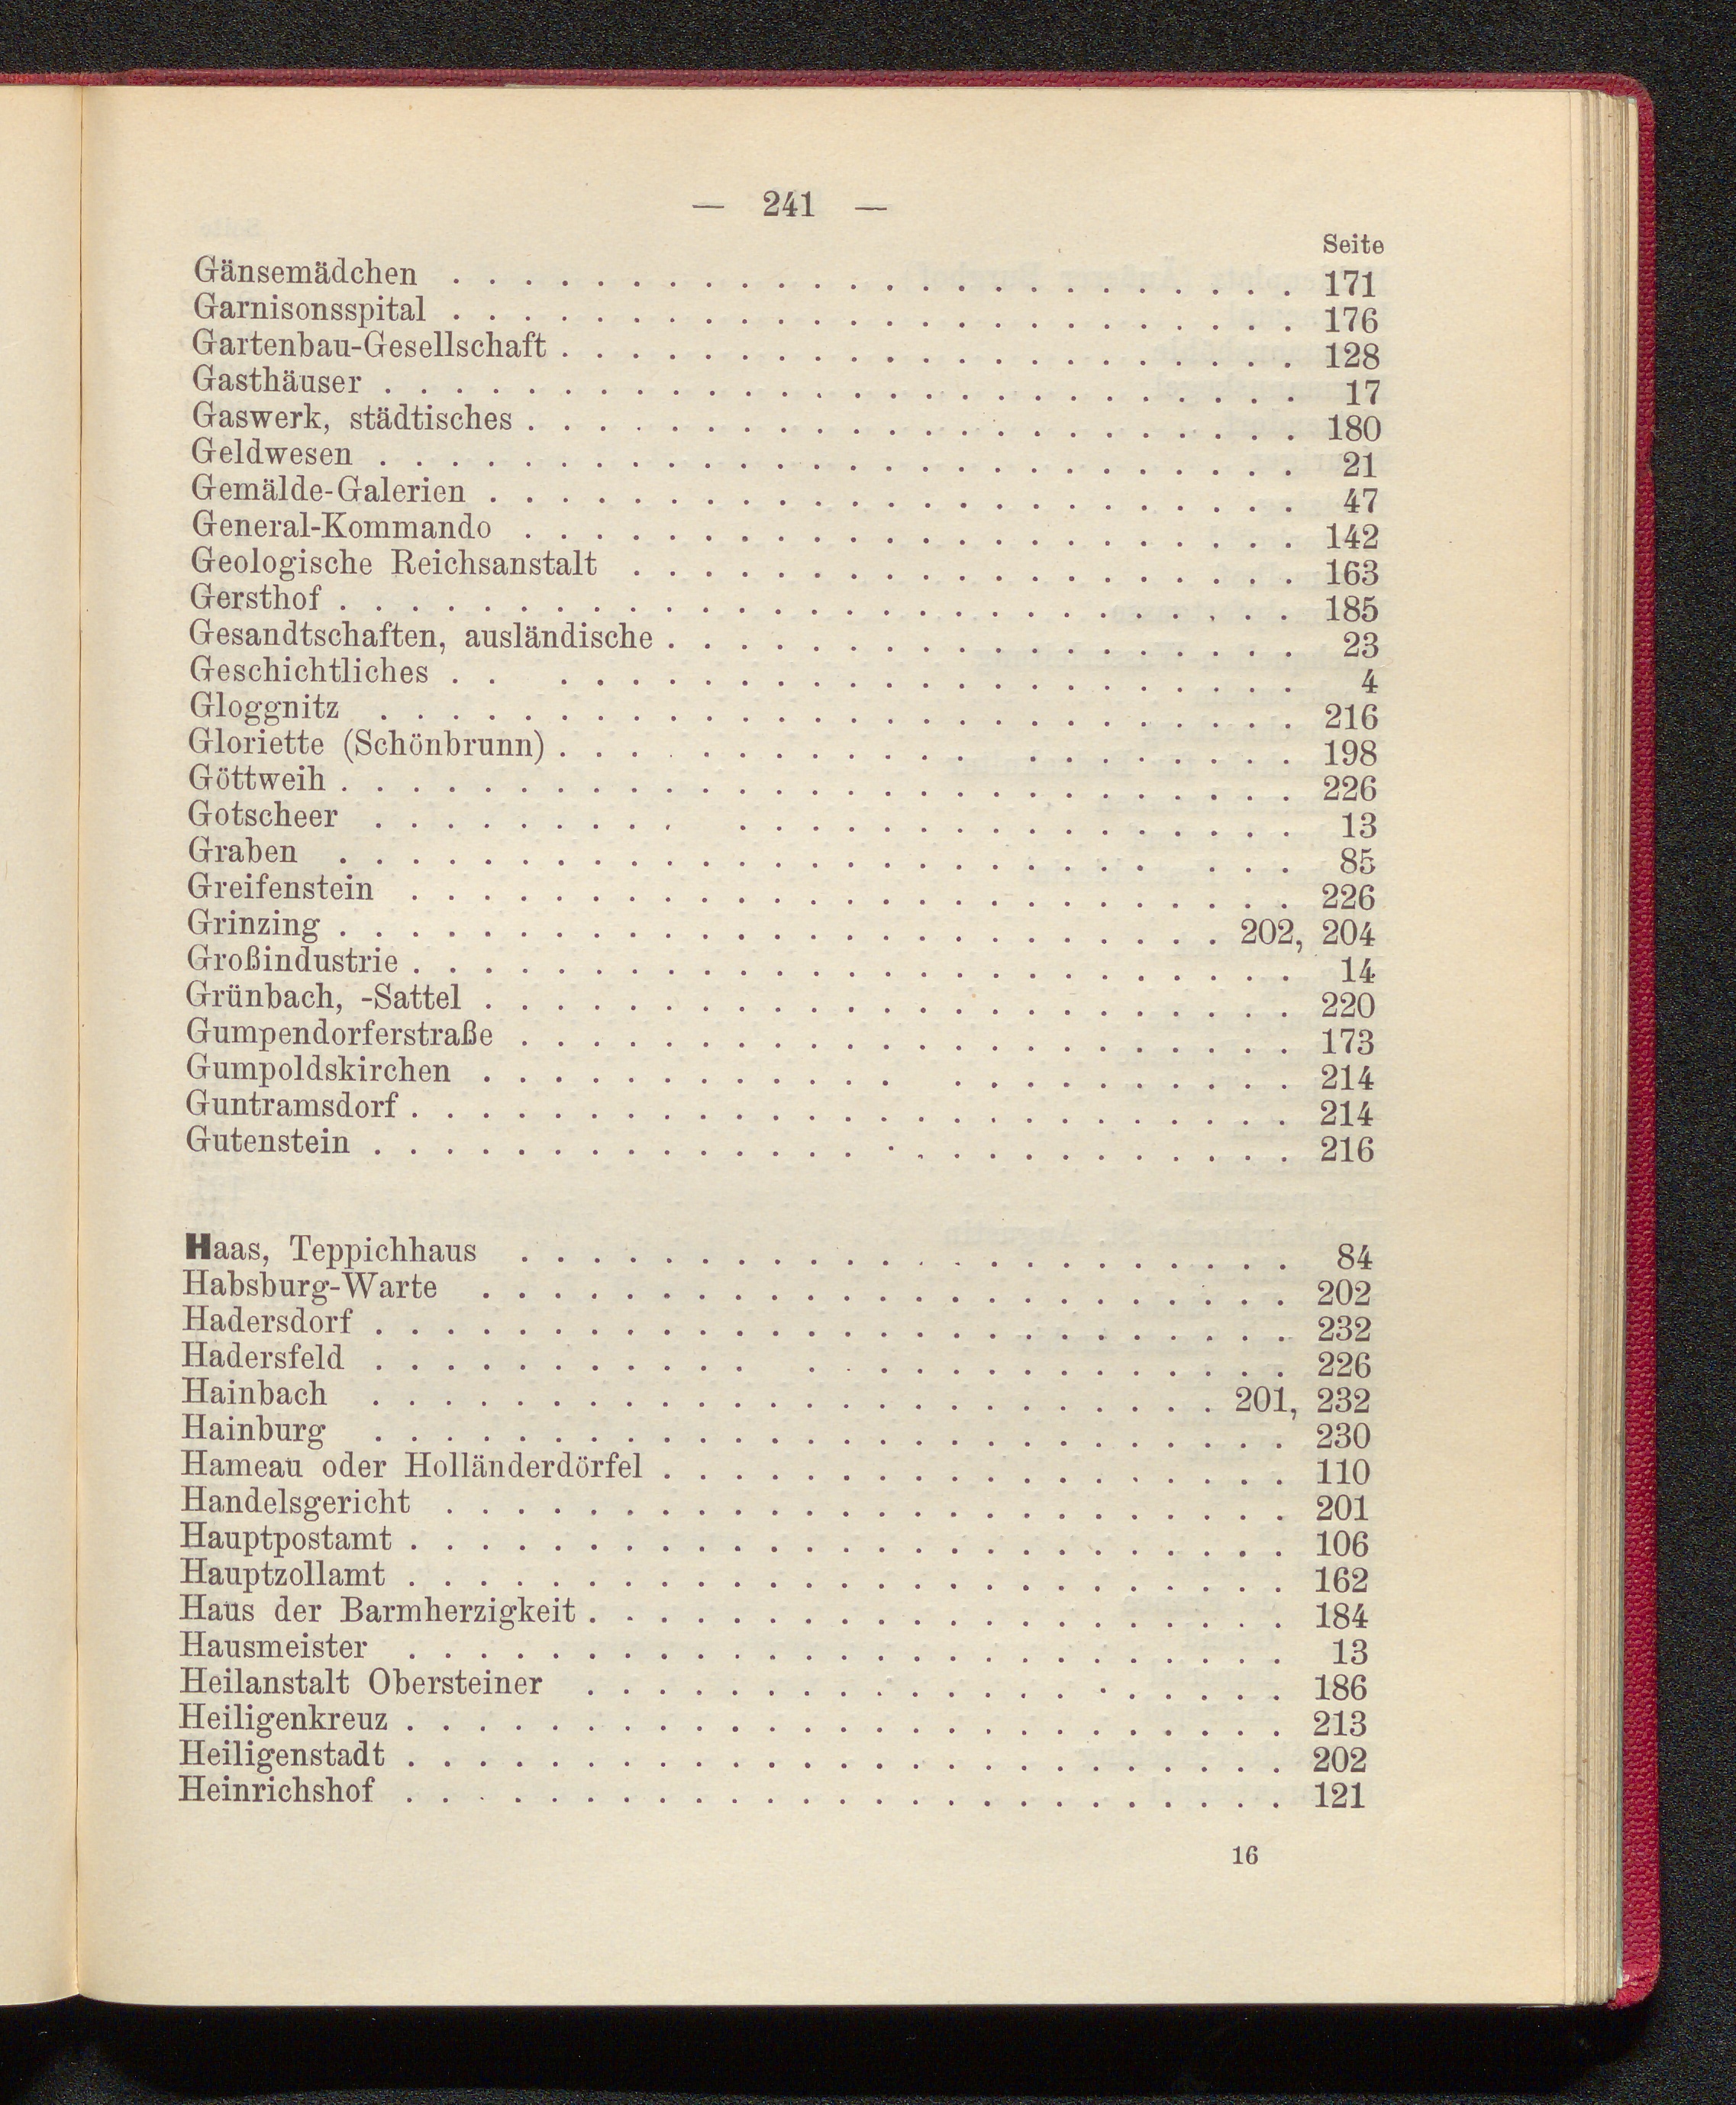 — 241 —
Seite
Gänsemädchen . . . . . . . . . . . . . . . . . . . . . . . . 171
Garnisonsspital . . . . . . . . . . . . . . . . . . . . . . . . 176
Gartenbau-Gesellschaft . . . . . . . . . . . . . . . . . . . . . 128
Gasthäuser . . . . . . . . . . . . . . . . . . . . . . . . . . 17
Gaswerk, städtisches . . . . . . . . . . . . . . . . . . . . . . 180
Geldwesen . . . . . . . . . . . . . . . . . . . . . . . . . . 21
Gemälde-Galerien . . . . . . . . . . . . . . . . . . . . . . . 47
General-Kommando . . . . . . . . . . . . . . . . . . . . . . 142
Geologische Reichsanstalt . . . . . . . . . . . . . . . . . . . 163
Gersthof . . . . . . . . . . . . . . . . . . . . . . . . . . . 185
Gesandtschaften, ausländische . . . . . . . . . . . . . . . . . . 23
Geschichtliches . . . . . . . . . . . . . . . . . . . . . . . 4
Gloggnitz . . . . . . . . . . . . . . . . . . . . . . . . . . 216
Gloriette (Schönbrunn) . . . . . . . . . . . . . . . . . . . . 198
Göttweih . . . . . . . . . . . . . . . . . . . . . . . . . . . 226
Gotscheer . . . . . . . . . . . . . . . . . . . . . . . . . 13
Graben . . . . . . . . . . . . . . . . . . . . . . . . . . 85
Greifenstein . . . . . . . . . . . . . . . . . . . . . . . . . 226
Grinzing . . . . . . . . . . . . . . . . . . . . . . . . . 202, 204
Großindustrie . . . . . . . . . . . . . . . . . . . . . . . . . 14
Grünbach, -Sattel . . . . . . . . . . . . . . . . . . . . . . . 220
Gumpendorferstraße . . . . . . . . . . . . . . . . . . . . . . 173
Gumpoldskirchen . . . . . . . . . . . . . . . . . . . . . . 214
Guntramsdorf . . . . . . . . . . . . . . . . . . . . . . . . . 214
Gutenstein . . . . . . . . . . . . . . . . . . . . . . . . . . 216
Haas, Teppichhaus . . . . . . . . . . . . . . . . . . . . . . 84
Habsburg-Warte . . . . . . . . . . . . . . . . . . . . . . . 202
Hadersdorf . . . . . . . . . . . . . . . . . . . . . . . . . . 232
Hadersfeld . . . . . . . . . . . . . . . . . . . . . . . . . 226
Hainbach . . . . . . . . . . . . . . . . . . . . . . . . 201, 232
Hainburg . . . . . . . . . . . . . . . . . . . . . . . . . . 230
Hameau oder Holländerdörfel . . . . . . . . . . . . . . . . . . 110
Handelsgericht . . . . . . . . . . . . . . . . . . . . . . . . 201
Hauptpostamt . . . . . . . . . . . . . . . . . . . . . . . . . 106
Hauptzollamt . . . . . . . . . . . . . . . . . . . . . . . . . 162
Haus der Barmherzigkeit . . . . . . . . . . . . . . . . . . . . 184
Hausmeister . . . . . . . . . . . . . . . . . . . . . . . . . 13
Heilanstalt Obersteiner . . . . . . . . . . . . . . . . . . . . 186
Heiligenkreuz . . . . . . . . . . . . . . . . . . . . . . . . . 213
Heiligenstadt . . . . . . . . . . . . . . . . . . . . . . . . . 202
Heinrichshof . . . . . . . . . . . . . . . . . . . . . . . . . 121
16